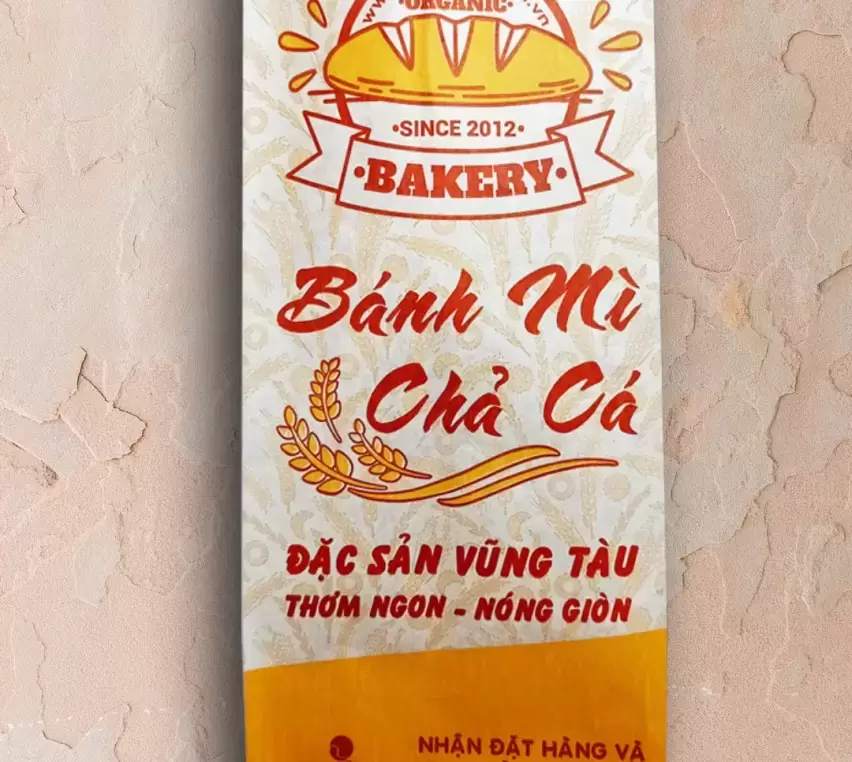 ORGANIC
•SINCE 2012•
•BAKERY•
Bánh Mì
Chả Cá
ĐẶC SẢN VŨNG TÀU
THƠM NGON - NÓNG GIÒN
NHẬN ĐẶT HÀNG VÀ